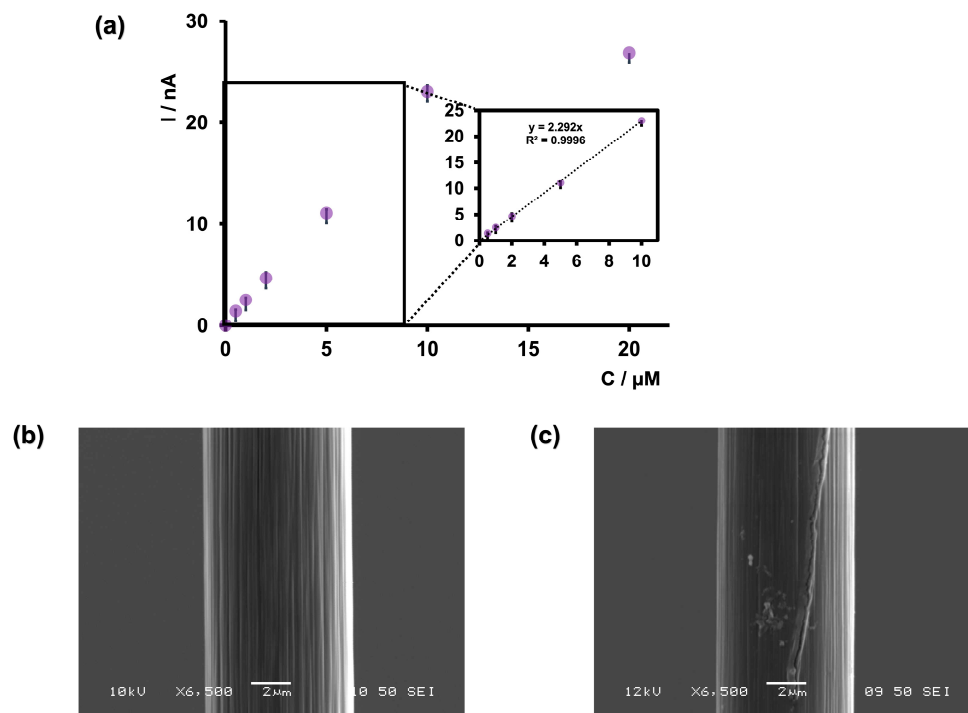 (a)
I / nA
30
20
10
0
0 5 10 15 20
C / µM
25
20
15
10
5
0
0 2 4 6 8 10
y = 2.292x
R² = 0.9996
(b)
10kV X6,500 2µm 10 50 SEI
(c)
12kV X6,500 2µm 09 50 SEI